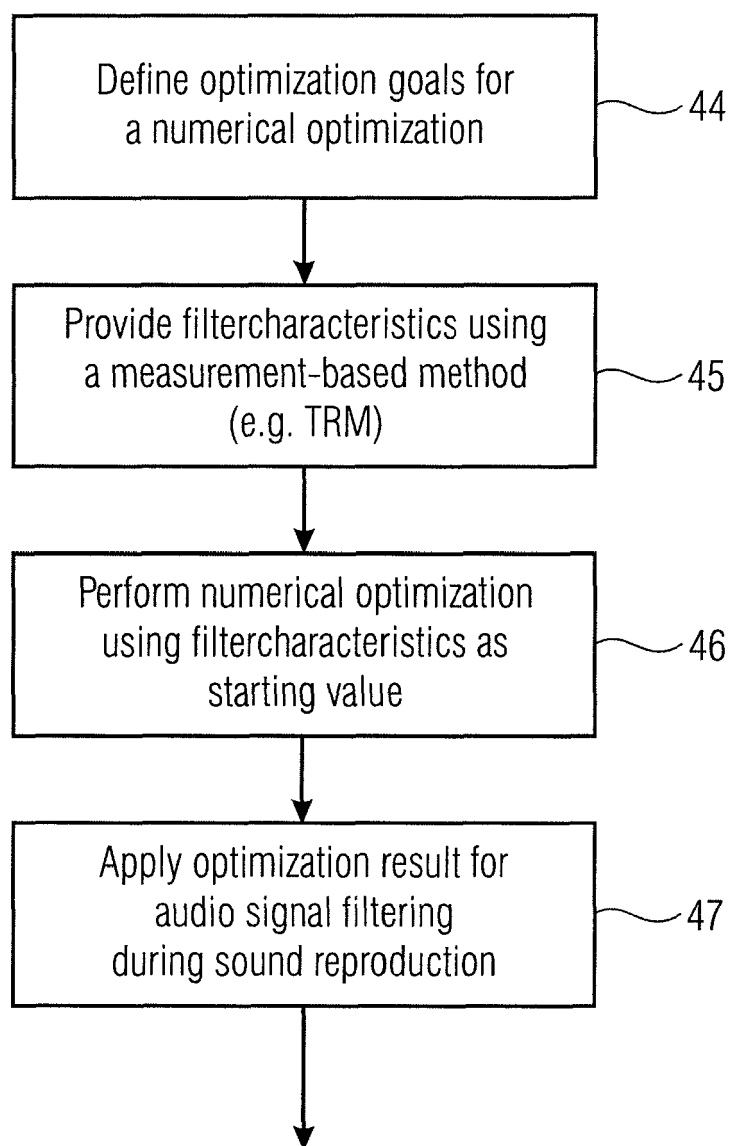 Define optimization goals for
a numerical optimization
44
Provide filtercharacteristics using
a measurement-based method
(e.g. TRM)
45
Perform numerical optimization
using filtercharacteristics as
starting value
46
Apply optimization result for
audio signal filtering
during sound reproduction
47